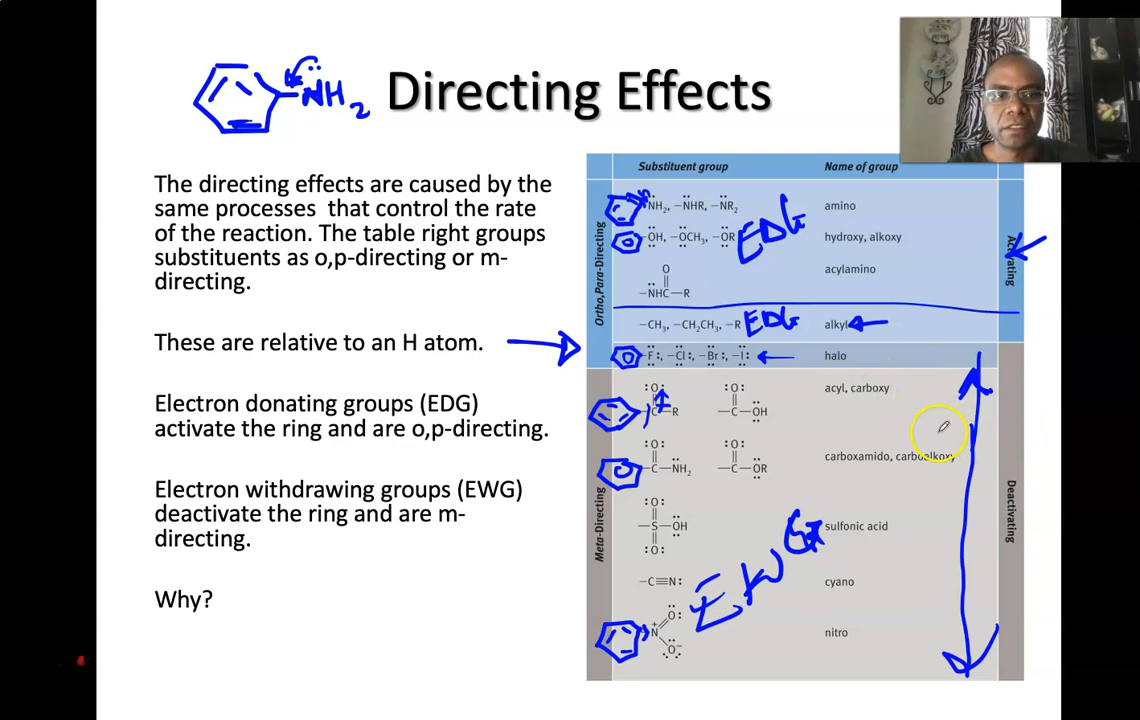 NH2 Directing Effects
The directing effects are caused by the
same processes that control the rate
of the reaction. The table right groups
substituents as o,p-directing or m-
directing.
These are relative to an H atom.
Electron donating groups (EDG)
activate the ring and are o,p-directing.
Electron withdrawing groups (EWG)
deactivate the ring and are m-
directing.
Why?
Substituent group Name of group
Ortho,Para-Directing
Meta-Directing
–NH₂, –NHR, –NR₂ amino
–OH, –OCH₃, –OR EDG hydroxy, alkoxy
O
–NHC–R acylamino
–CH₃, –CH₂CH₃, –R EDG alkyl
–F:, –Cl:, –Br:, –I: halo
:O: :O: acyl, carboxy
–C–R –C–OH
:O: :O: carboxamido, carboalkoxy
–C–NH₂ –C–OR
:O:
–S–OH sulfonic acid
:O:
EWG
–C≡N: cyano
O:
N+ nitro
O:−
Activating
Deactivating